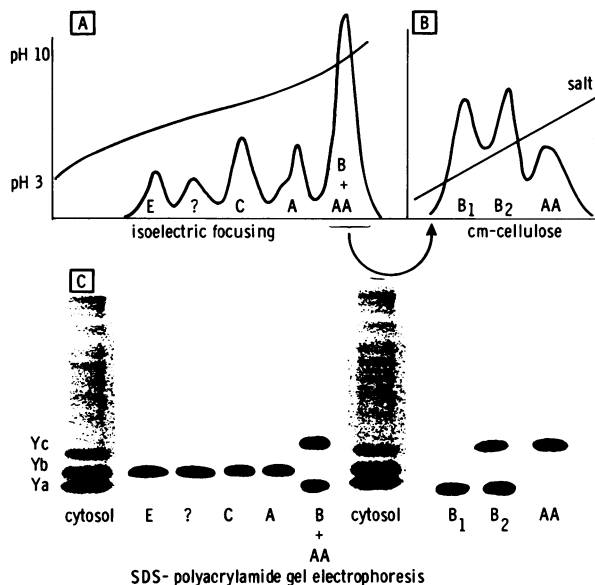 A
B
pH 10
salt
pH 3
E ? C A B + AA
B1 B2 AA
isoelectric focusing
cm-cellulose
C
Yc
Yb
Ya
cytosol E ? C A B + AA cytosol B1 B2 AA
SDS- polyacrylamide gel electrophoresis